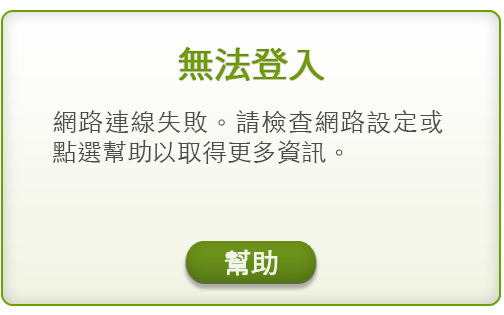 無法登入
網路連線失敗。請檢查網路設定或
點選幫助以取得更多資訊。
幫助